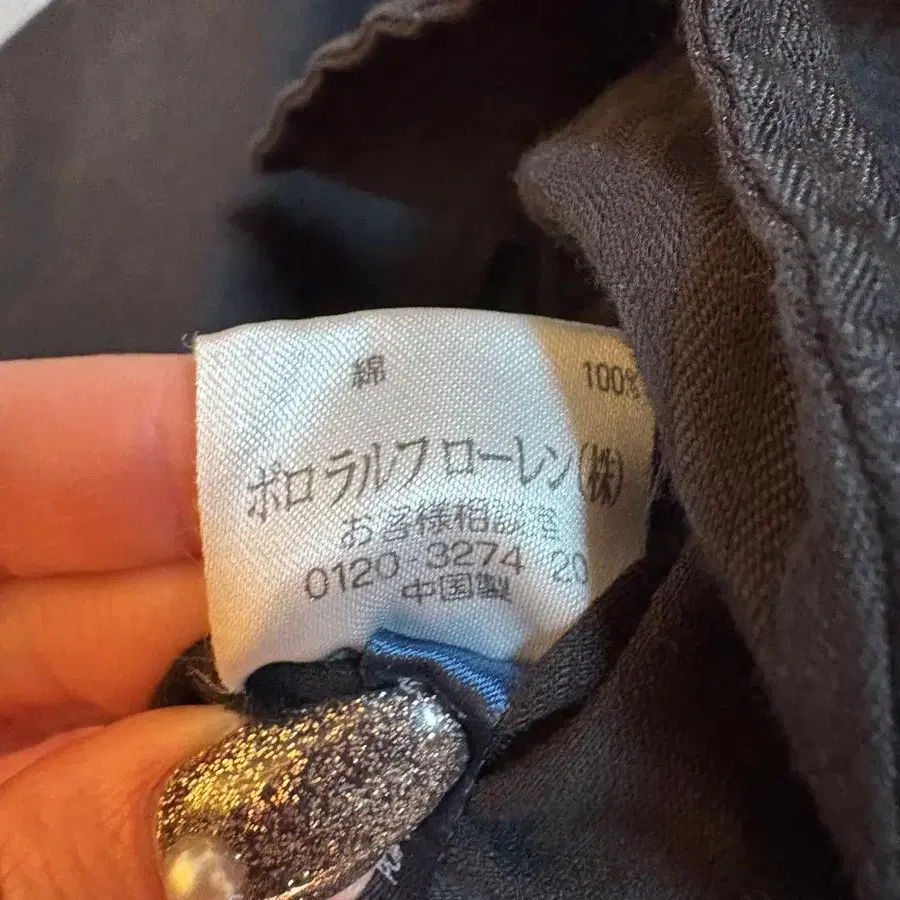 綿 100%
ポロ ラルフ ローレン(株)
お客様相談室
0120-3274 20
中国製